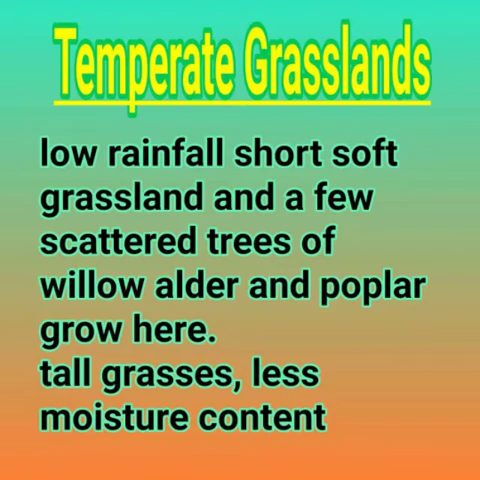 Temperate Grasslands
low rainfall short soft
grassland and a few
scattered trees of
willow alder and poplar
grow here.
tall grasses, less
moisture content